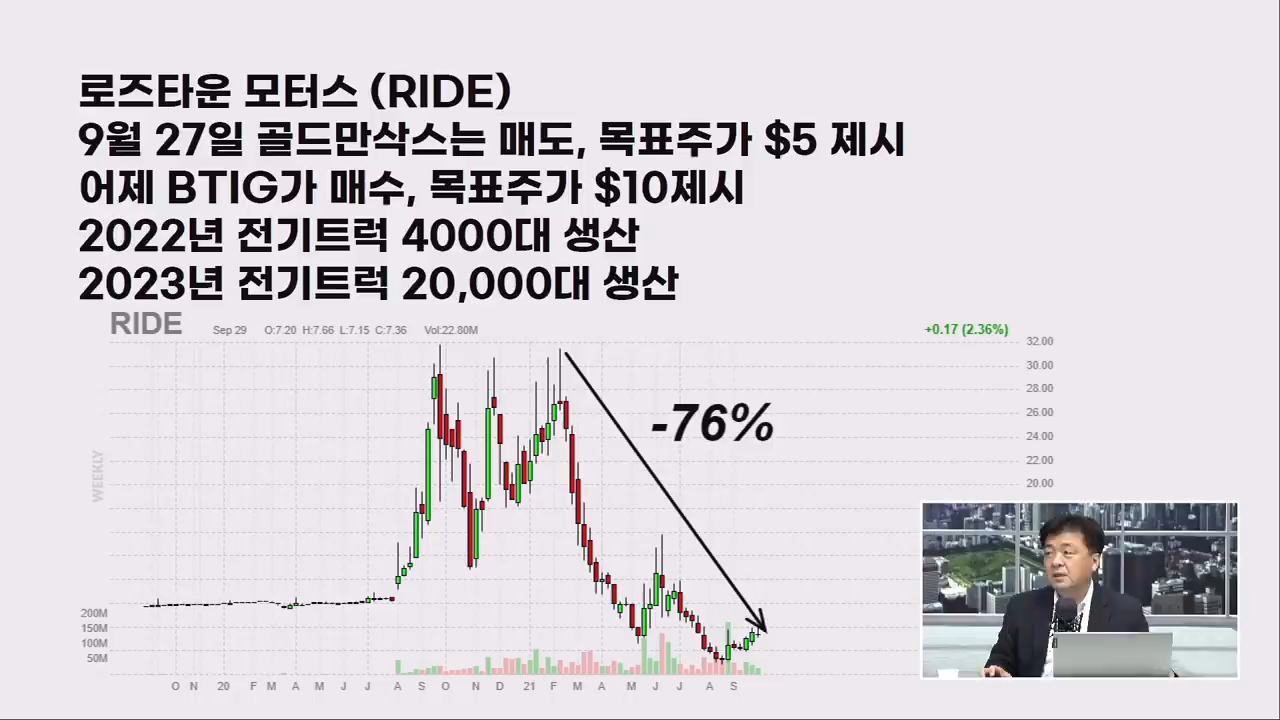 로즈타운 모터스 (RIDE)
9월 27일 골드만삭스는 매도, 목표주가 $5 제시
어제 BTIG가 매수, 목표주가 $10제시
2022년 전기트럭 4000대 생산
2023년 전기트럭 20,000대 생산
RIDE Sep 29 O:7.20 H:7.66 L:7.15 C:7.36 Vol:22.80M +0.17 (2.36%)
32.00
30.00
28.00
-76%
26.00
24.00
22.00
20.00
WEEKLY
200M
150M
100M
50M
O N 20 F M A M J J A S O N D 21 F M A M J J A S